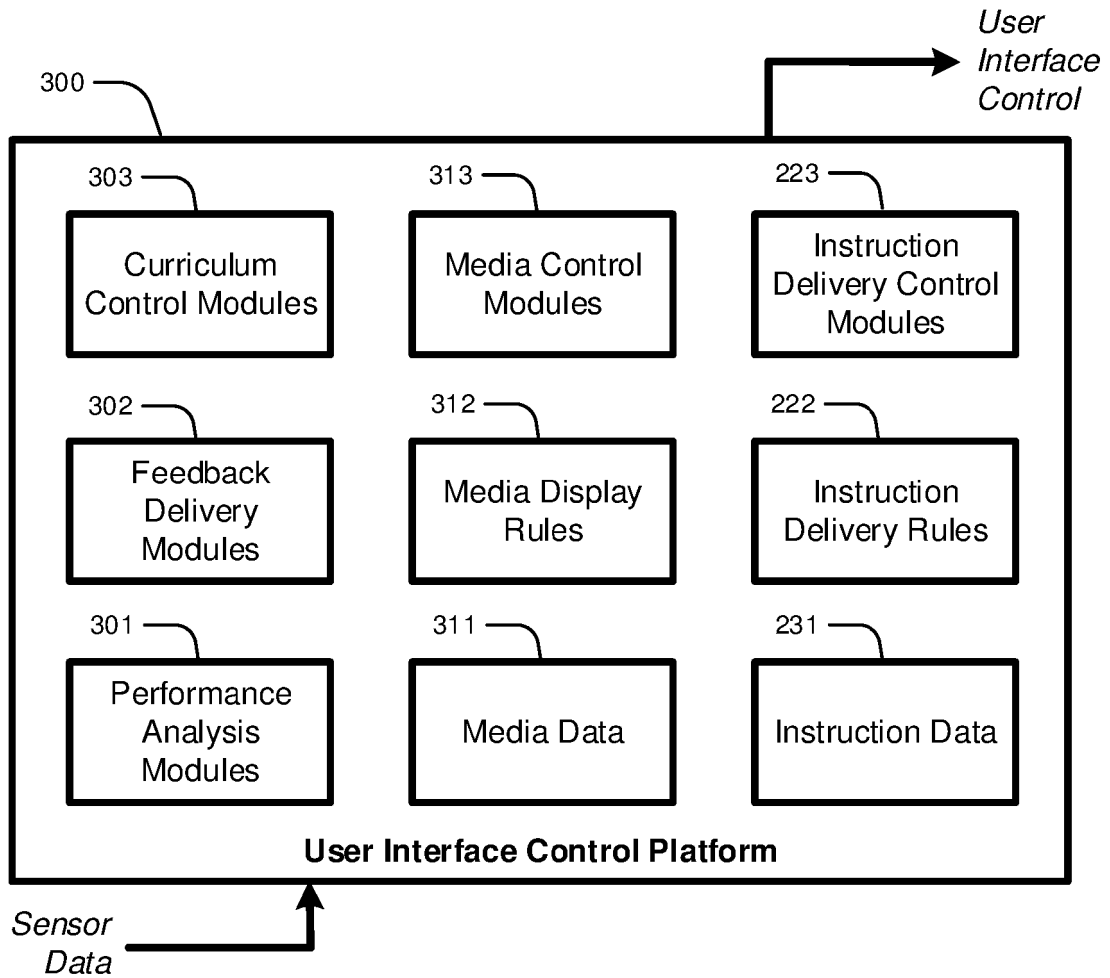 User
Interface
Control
300
303
Curriculum
Control Modules
313
Media Control
Modules
223
Instruction
Delivery Control
Modules
302
Feedback
Delivery
Modules
312
Media Display
Rules
222
Instruction
Delivery Rules
301
Performance
Analysis
Modules
311
Media Data
231
Instruction Data
User Interface Control Platform
Sensor
Data